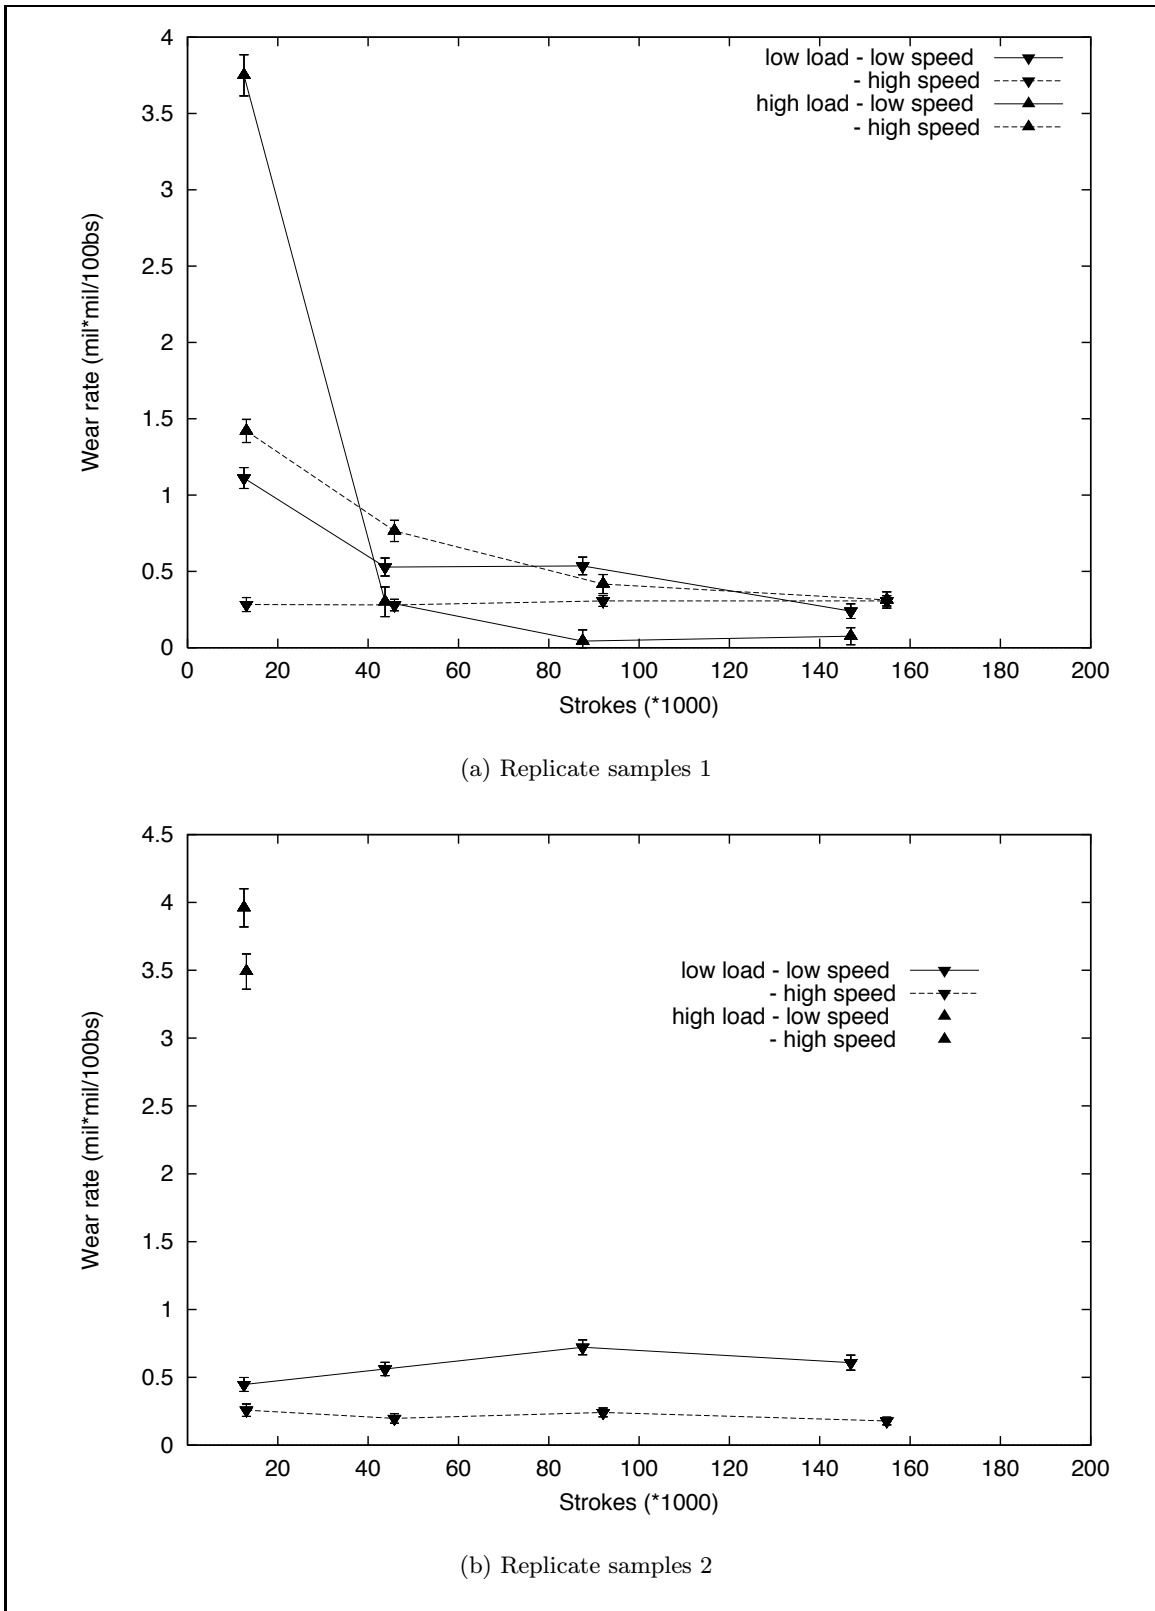 4
3.5
3
2.5
2
1.5
1
0.5
0
Wear rate (mil*mil/100bs)
low load - low speed
- high speed
high load - low speed
- high speed
0 20 40 60 80 100 120 140 160 180 200
Strokes (*1000)
(a) Replicate samples 1
4.5
4
3.5
3
2.5
2
1.5
1
0.5
0
Wear rate (mil*mil/100bs)
low load - low speed
- high speed
high load - low speed
- high speed
20 40 60 80 100 120 140 160 180 200
Strokes (*1000)
(b) Replicate samples 2